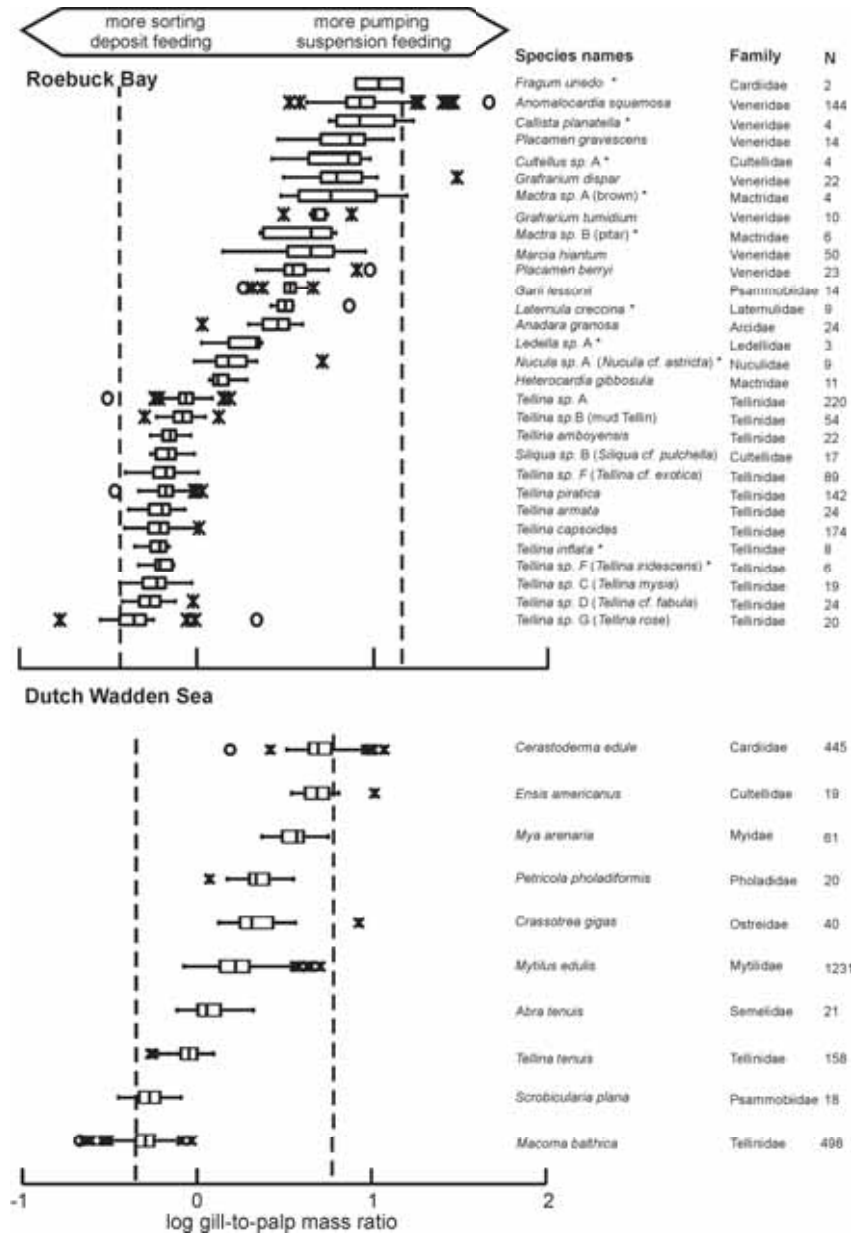 more sorting
deposit feeding
more pumping
suspension feeding
Species names Family N
Roebuck Bay
Fragum unedo * Cardiidae 2
Anomalocardia squamosa Veneridae 144
Callista planatella * Veneridae 4
Placamen gravescens Veneridae 14
Cultellus sp. A * Cultellidae 4
Grafrarium dispar Veneridae 22
Mactra sp. A (brown) * Mactridae 4
Grafrarium tumidium Veneridae 10
Mactra sp. B (pitar) * Mactridae 6
Marcia hiantum Veneridae 50
Placamen berryi Veneridae 23
Garii lessonii Psammobiidae 14
Laternula creccina * Laternulidae 9
Anadara granosa Arcidae 24
Ledella sp. A * Ledellidae 3
Nucula sp. A (Nucula cf. astricta) * Nuculidae 9
Heterocardia gibbosula Mactridae 11
Tellina sp. A Tellinidae 220
Tellina sp.B (mud Tellin) Tellinidae 54
Tellina amboyensis Tellinidae 22
Siliqua sp. B (Siliqua cf. pulchella) Cultellidae 17
Tellina sp. F (Tellina cf. exotica) Tellinidae 89
Tellina piratica Tellinidae 142
Tellina armata Tellinidae 24
Tellina capsoides Tellinidae 174
Tellina inflata * Tellinidae 8
Tellina sp. F (Tellina iridescens) * Tellinidae 6
Tellina sp. C (Tellina mysia) Tellinidae 19
Tellina sp. D (Tellina cf. fabula) Tellinidae 24
Tellina sp. G (Tellina rose) Tellinidae 20
Dutch Wadden Sea
Cerastoderma edule Cardiidae 445
Ensis americanus Cultellidae 19
Mya arenaria Myidae 61
Petricola pholadiformis Pholadidae 20
Crassotrea gigas Ostreidae 40
Mytilus edulis Mytilidae 1231
Abra tenuis Semelidae 21
Tellina tenuis Tellinidae 158
Scrobicularia plana Psammobiidae 18
Macoma balthica Tellinidae 498
-1 0 1 2
log gill-to-palp mass ratio